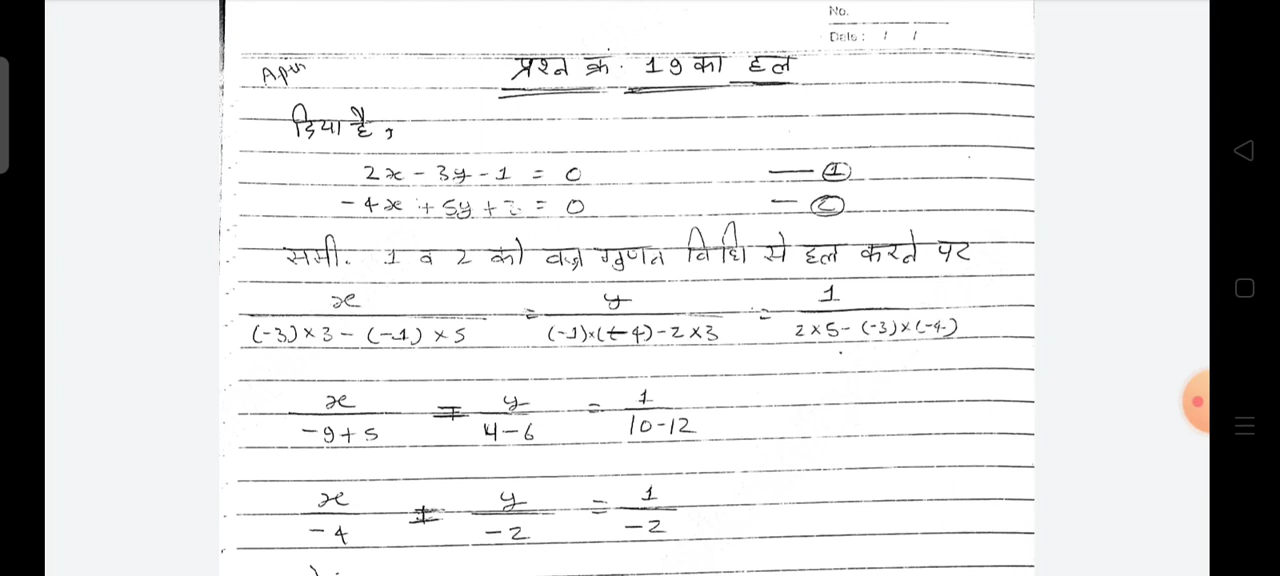 No.
Date : / /
प्रश्न क्र. 19 का हल
दिया है,
2x - 3y - 1 = 0 — ①
- 4x + 5y + = 0 — ②
समी. 1 व 2 को वज्र गुणन विधि से हल करने पर
x/((-3)×3 - (-1)×5) = y/((-1)×(-4) - 2×3) = 1/(2×5 - (-3)×(-4))
x/(-9+5) = y/(4-6) = 1/(10-12)
x/(-4) = y/(-2) = 1/(-2)